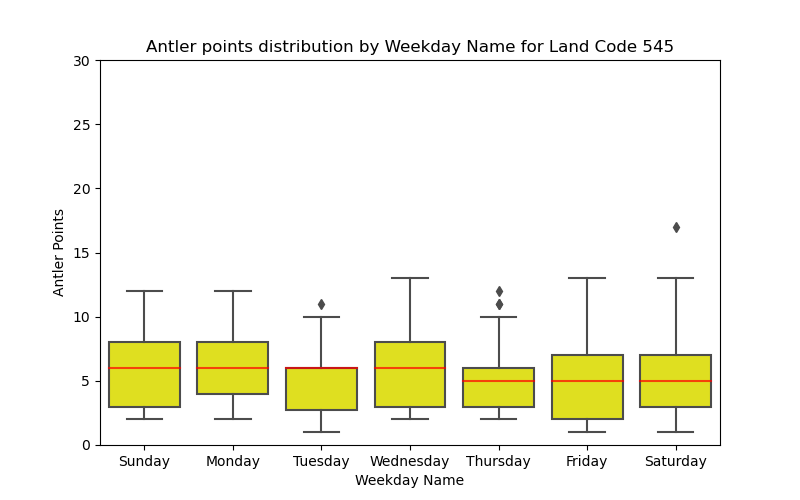 Antler points distribution by Weekday Name for Land Code 545
30
25
20
15
10
5
0
Antler Points
Sunday Monday Tuesday Wednesday Thursday Friday Saturday
Weekday Name